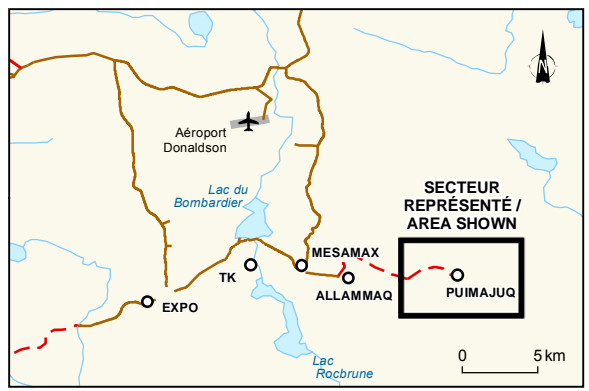 N
Aéroport
Donaldson
Lac du
Bombardier
SECTEUR
REPRÉSENTÉ /
AREA SHOWN
MESAMAX
TK
ALLAMMAQ
PUIMAJUQ
EXPO
Lac
Rocbrune
0 5 km